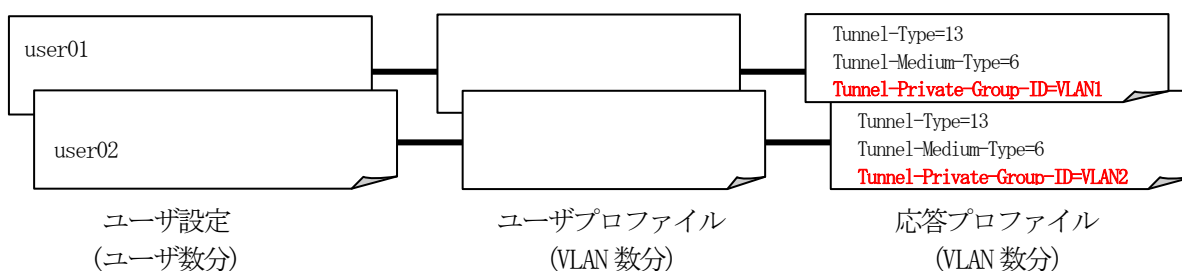 user01
Tunnel-Type=13
Tunnel-Medium-Type=6
Tunnel-Private-Group-ID=VLAN1
user02
Tunnel-Type=13
Tunnel-Medium-Type=6
Tunnel-Private-Group-ID=VLAN2
ユーザ設定
(ユーザ数分)
ユーザプロファイル
(VLAN 数分)
応答プロファイル
(VLAN 数分)